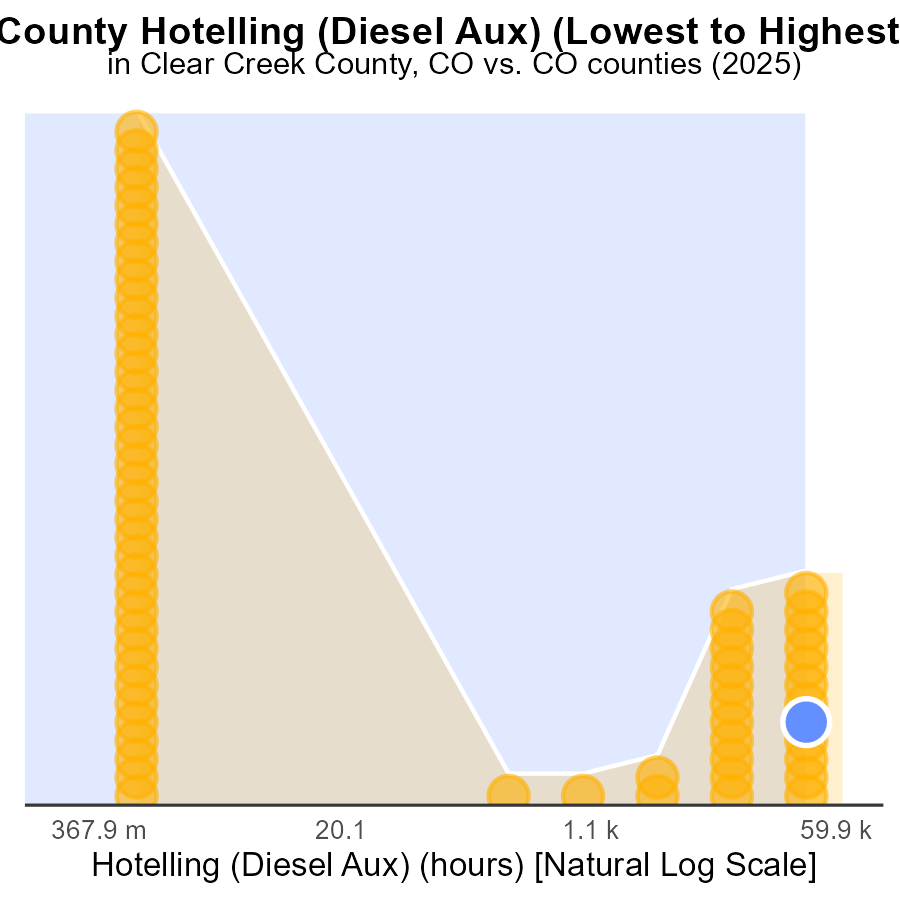 County Hotelling (Diesel Aux) (Lowest to Highest
in Clear Creek County, CO vs. CO counties (2025)
367.9 m 20.1 1.1 k 59.9 k
Hotelling (Diesel Aux) (hours) [Natural Log Scale]